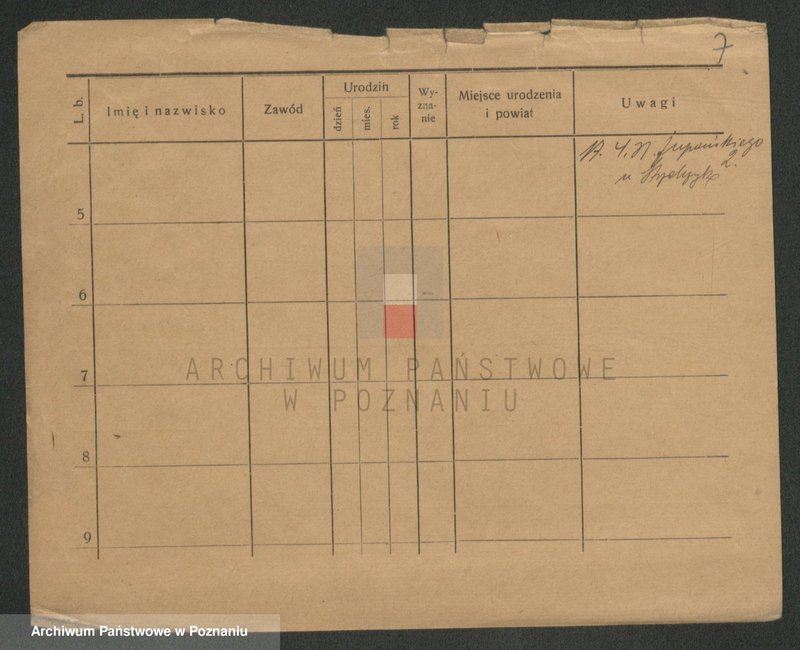 7
L. b.
Imię i nazwisko
Zawód
Urodzin
dzień
mies.
rok
Wy-
zna-
nie
Miejsce urodzenia
i powiat
Uwagi
2.
5
6
7
8
9
ARCHIWUM PAŃSTWOWE
W POZNANIU
Archiwum Państwowe w Poznaniu